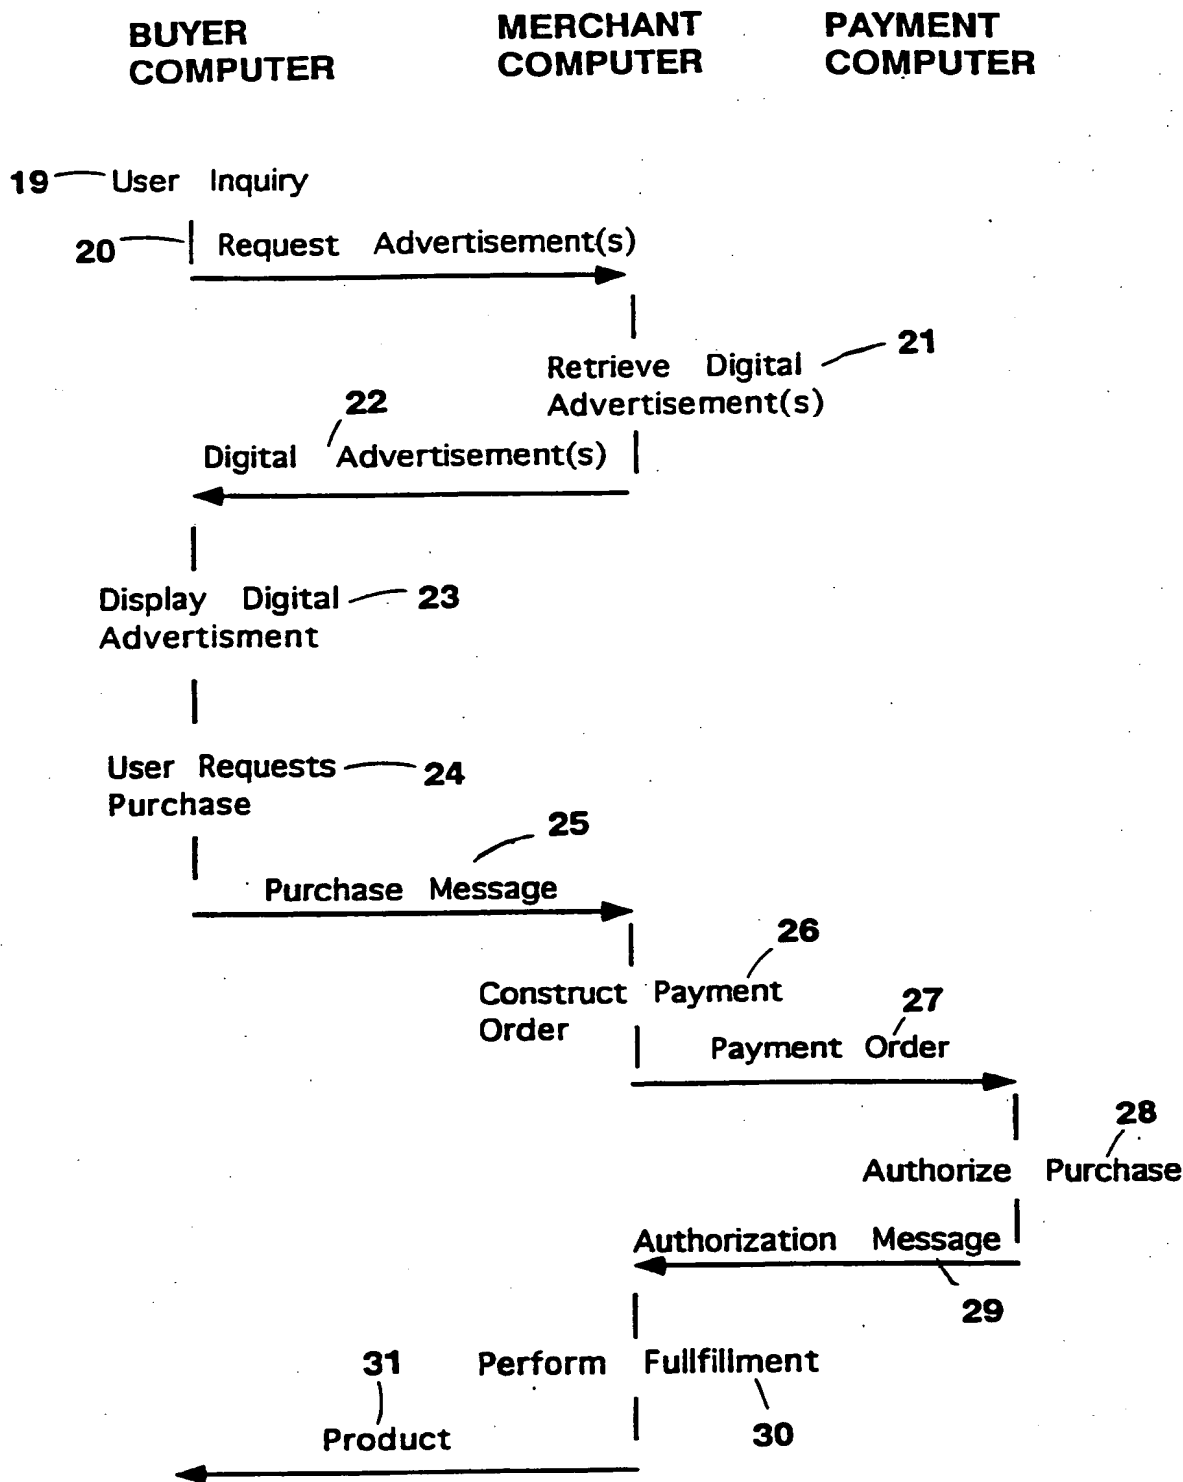 BUYER
COMPUTER
MERCHANT
COMPUTER
PAYMENT
COMPUTER
19 User Inquiry
20 Request Advertisement(s)
21
Retrieve Digital
Advertisement(s)
22
Digital Advertisement(s)
Display Digital 23
Advertisment
User Requests 24
Purchase
25
Purchase Message
26
Construct Payment
Order
27
Payment Order
28
Authorize Purchase
Authorization Message
29
31 Perform Fullfillment
30
Product